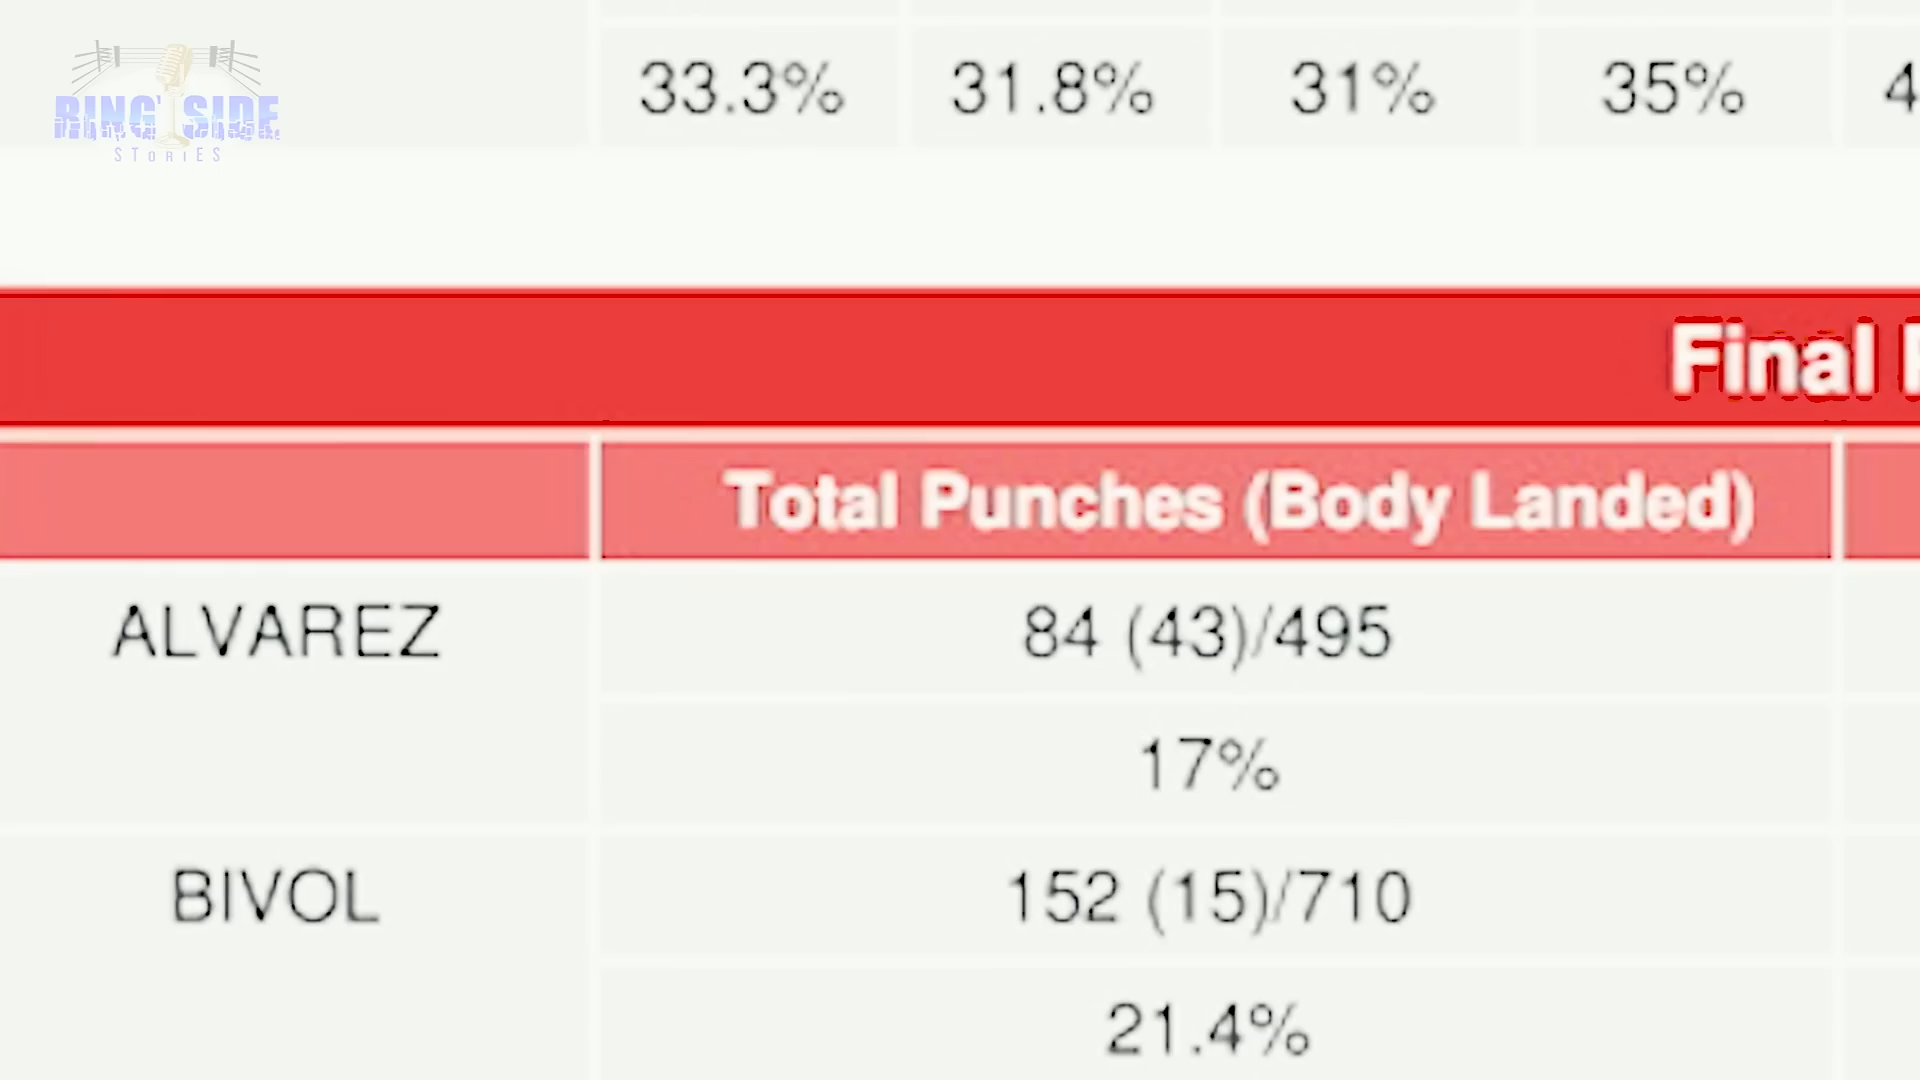 RING SIDE
STORIES
33.3% 31.8% 31% 35% 4
Final
Total Punches (Body Landed)
ALVAREZ 84 (43)/495
17%
BIVOL 152 (15)/710
21.4%